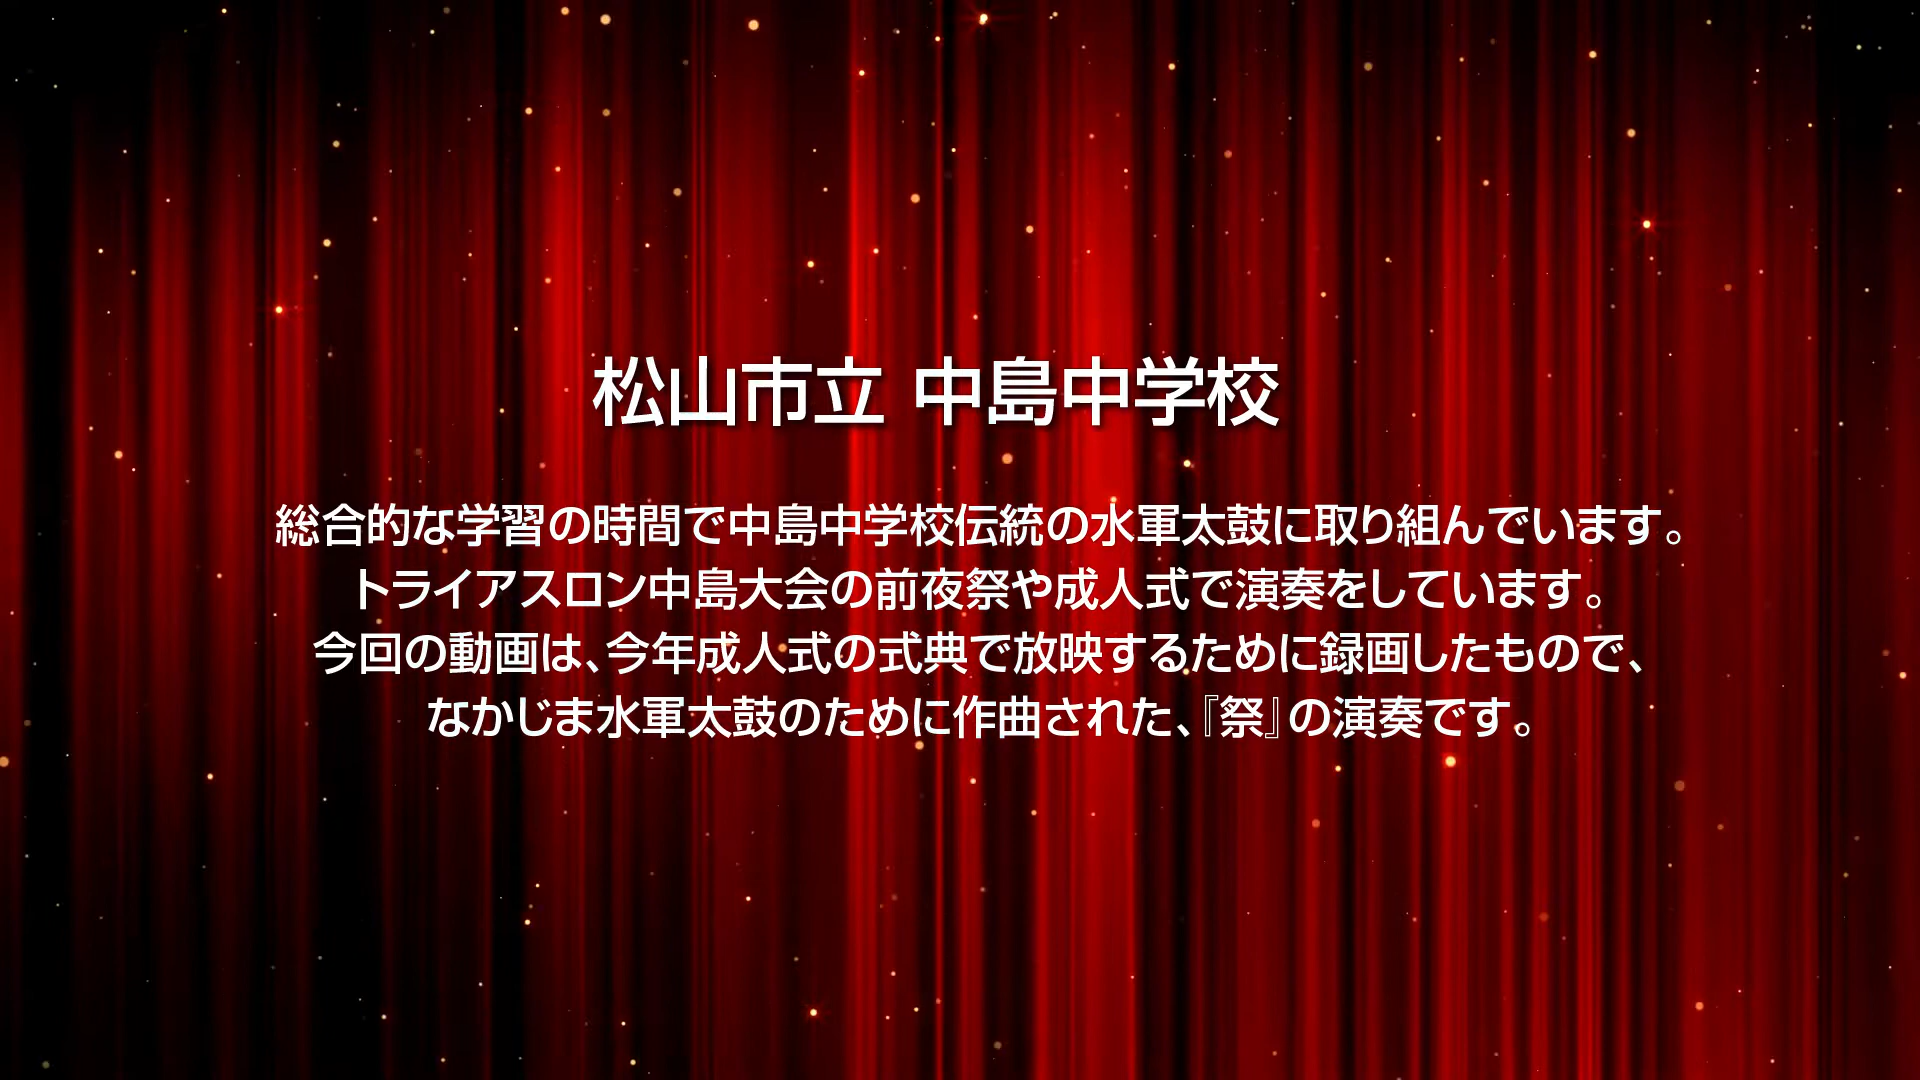 松山市立 中島中学校
総合的な学習の時間で中島中学校伝統の水軍太鼓に取り組んでいます。
トライアスロン中島大会の前夜祭や成人式で演奏をしています。
今回の動画は、今年成人式の式典で放映するために録画したもので、
なかじま水軍太鼓のために作曲された、『祭』の演奏です。